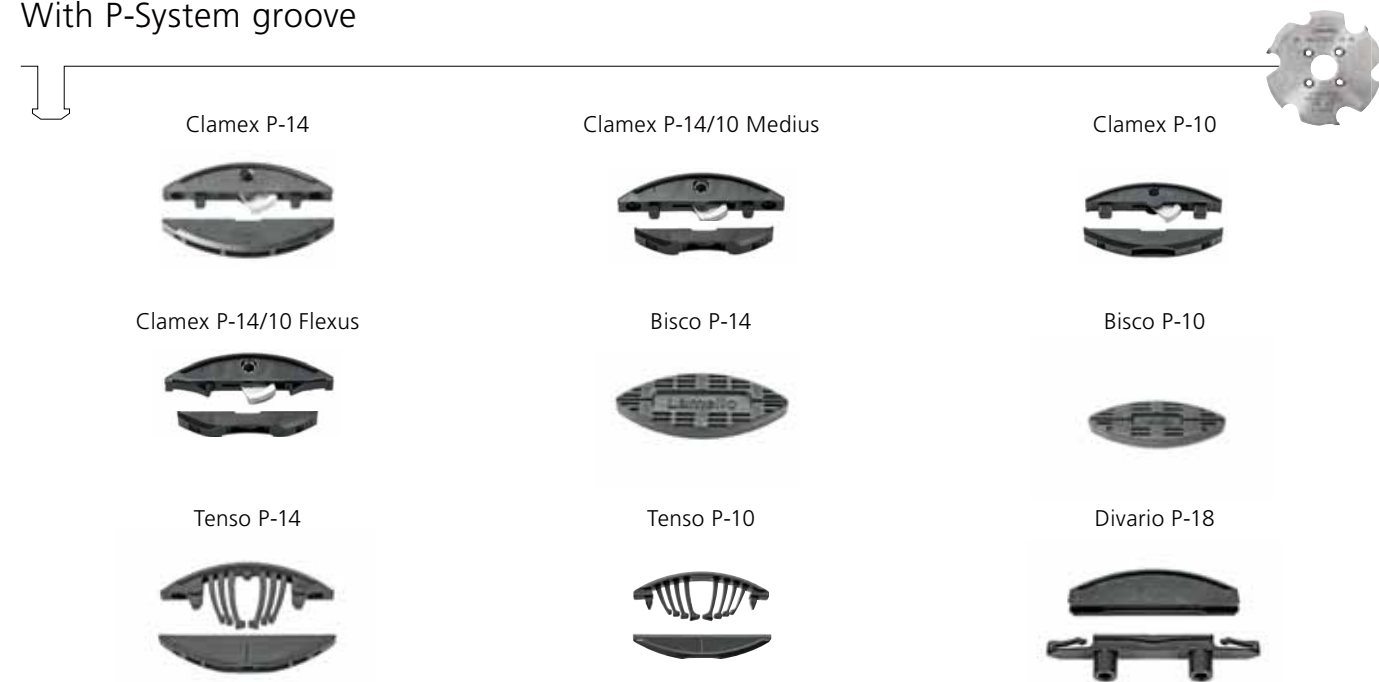 With P-System groove
Clamex P-14
Clamex P-14/10 Medius
Clamex P-10
Clamex P-14/10 Flexus
Bisco P-14
Bisco P-10
Lamello
Tenso P-14
Tenso P-10
Divario P-18